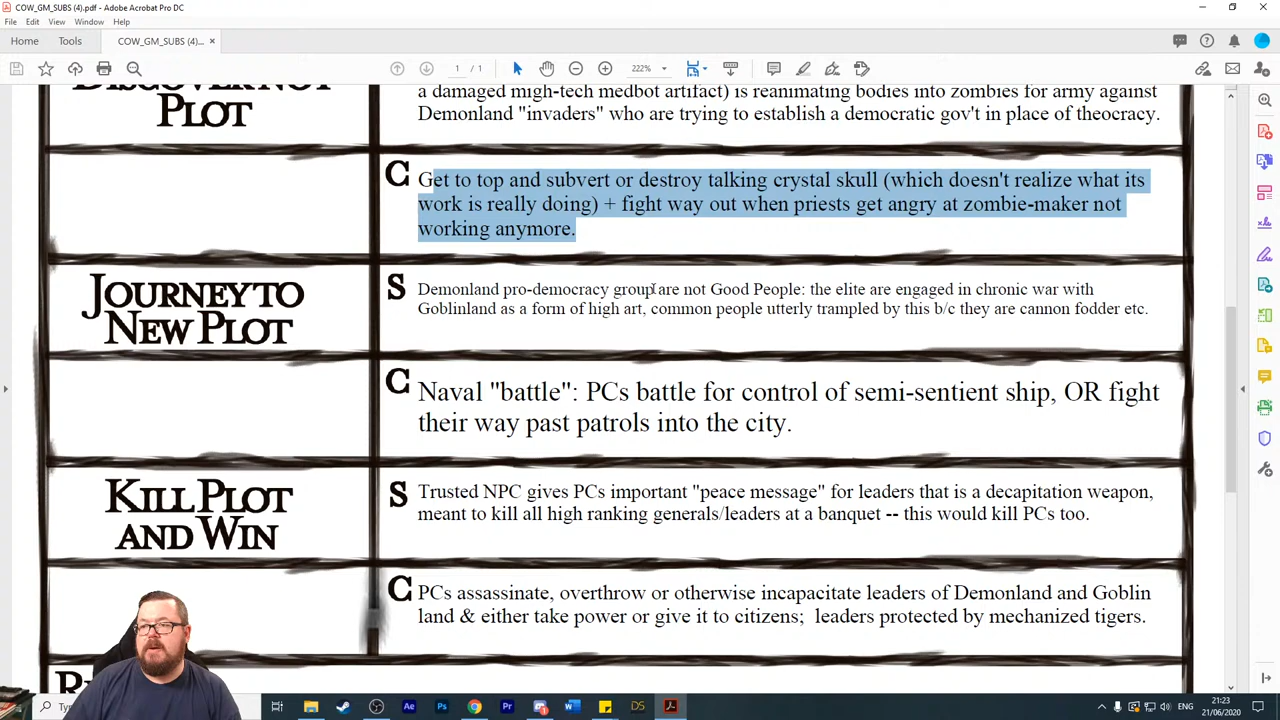 COW_GM_SUBS (4).pdf - Adobe Acrobat Pro DC
File Edit View Window Help
Home Tools COW_GM_SUBS (4)... ×
1 / 1 222%
DISCOVER NOT
PLOT
a damaged migh-tech medbot artifact) is reanimating bodies into zombies for army against
Demonland "invaders" who are trying to establish a democratic gov't in place of theocracy.
C Get to top and subvert or destroy talking crystal skull (which doesn't realize what its
work is really doing) + fight way out when priests get angry at zombie-maker not
working anymore.
JOURNEY TO
NEW PLOT
S Demonland pro-democracy group are not Good People: the elite are engaged in chronic war with
Goblinland as a form of high art, common people utterly trampled by this b/c they are cannon fodder etc.
C Naval "battle": PCs battle for control of semi-sentient ship, OR fight
their way past patrols into the city.
KILL PLOT
AND WIN
S Trusted NPC gives PCs important "peace message" for leaders that is a decapitation weapon,
meant to kill all high ranking generals/leaders at a banquet -- this would kill PCs too.
C PCs assassinate, overthrow or otherwise incapacitate leaders of Demonland and Goblin
land & either take power or give it to citizens; leaders protected by mechanized tigers.
Ae Ps DS
21:23
21/06/2020